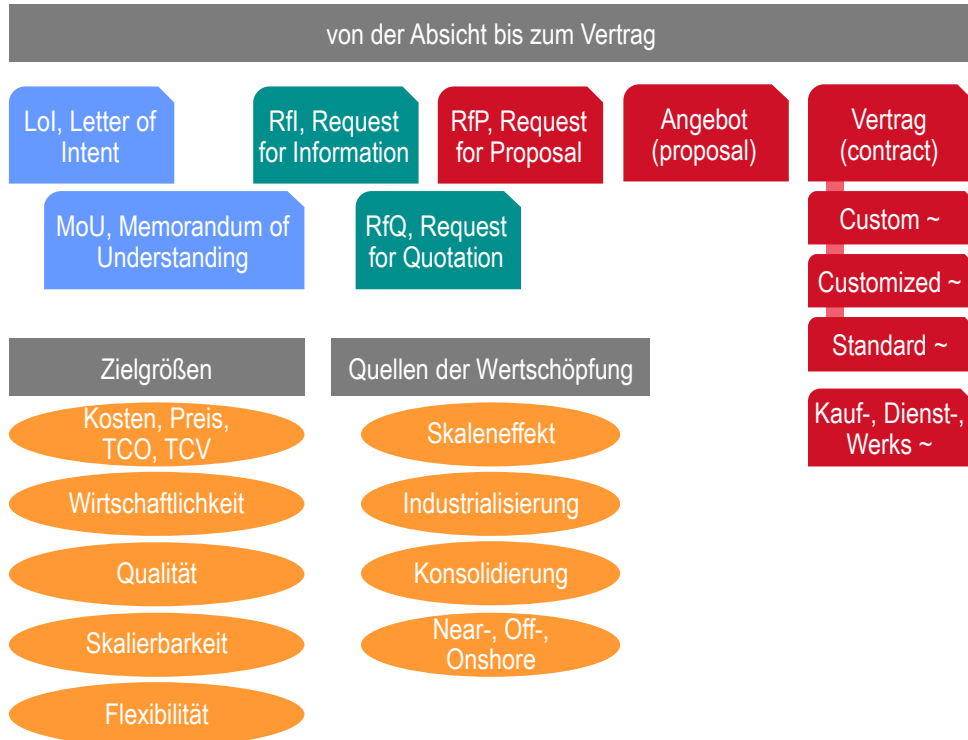 von der Absicht bis zum Vertrag
LoI, Letter of
Intent
RfI, Request
for Information
RfP, Request
for Proposal
Angebot
(proposal)
Vertrag
(contract)
MoU, Memorandum of
Understanding
RfQ, Request
for Quotation
Custom ~
Customized ~
Standard ~
Kauf-, Dienst-,
Werks ~
Zielgrößen
Kosten, Preis,
TCO, TCV
Wirtschaftlichkeit
Qualität
Skalierbarkeit
Flexibilität
Quellen der Wertschöpfung
Skaleneffekt
Industrialisierung
Konsolidierung
Near-, Off-,
Onshore